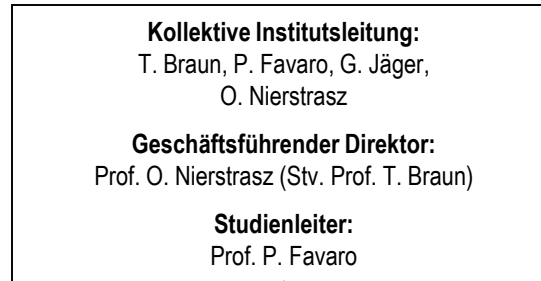 Kollektive Institutsleitung:
T. Braun, P. Favaro, G. Jäger,
O. Nierstrasz
Geschäftsführender Direktor:
Prof. O. Nierstrasz (Stv. Prof. T. Braun)
Studienleiter:
Prof. P. Favaro